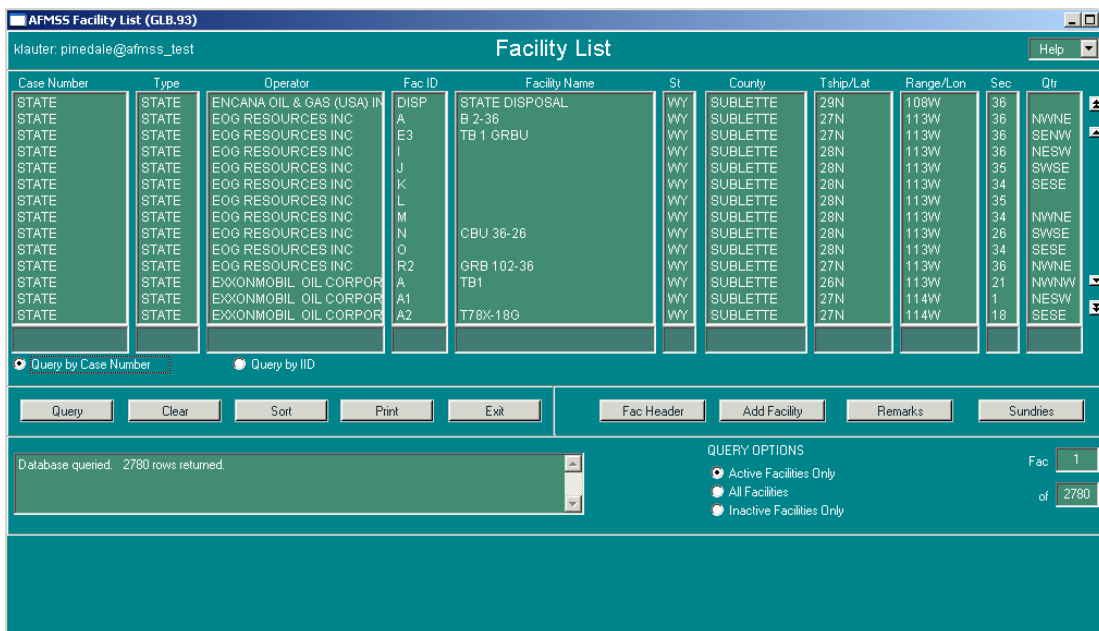 AFMSS Facility List (GLB.93)
klauter: pinedale@afmss_test Facility List Help
Case Number Type Operator Fac ID Facility Name St County Tship/Lat Range/Lon Sec Qtr
STATE STATE ENCANA OIL & GAS (USA) IN DISP STATE DISPOSAL WY SUBLETTE 29N 108W 36
STATE STATE EOG RESOURCES INC A B 2-36 WY SUBLETTE 27N 113W 36 NWNE
STATE STATE EOG RESOURCES INC E3 TB 1 GRBU WY SUBLETTE 27N 113W 36 SENW
STATE STATE EOG RESOURCES INC I WY SUBLETTE 28N 113W 36 NESW
STATE STATE EOG RESOURCES INC J WY SUBLETTE 28N 113W 35 SWSE
STATE STATE EOG RESOURCES INC K WY SUBLETTE 28N 113W 34 SESE
STATE STATE EOG RESOURCES INC L WY SUBLETTE 28N 113W 35
STATE STATE EOG RESOURCES INC M WY SUBLETTE 28N 113W 34 NWNE
STATE STATE EOG RESOURCES INC N CBU 36-26 WY SUBLETTE 28N 113W 26 SWSE
STATE STATE EOG RESOURCES INC O WY SUBLETTE 28N 113W 34 SESE
STATE STATE EOG RESOURCES INC R2 GRB 102-36 WY SUBLETTE 27N 113W 36 NWNE
STATE STATE EXXONMOBIL OIL CORPOR A TB1 WY SUBLETTE 26N 113W 21 NWNW
STATE STATE EXXONMOBIL OIL CORPOR A1 WY SUBLETTE 27N 114W 1 NESW
STATE STATE EXXONMOBIL OIL CORPOR A2 T78X-18G WY SUBLETTE 27N 114W 18 SESE
Query by Case Number Query by IID
Query Clear Sort Print Exit Fac Header Add Facility Remarks Sundries
Database queried. 2780 rows returned.
QUERY OPTIONS
Active Facilities Only
All Facilities
Inactive Facilities Only
Fac 1
of 2780